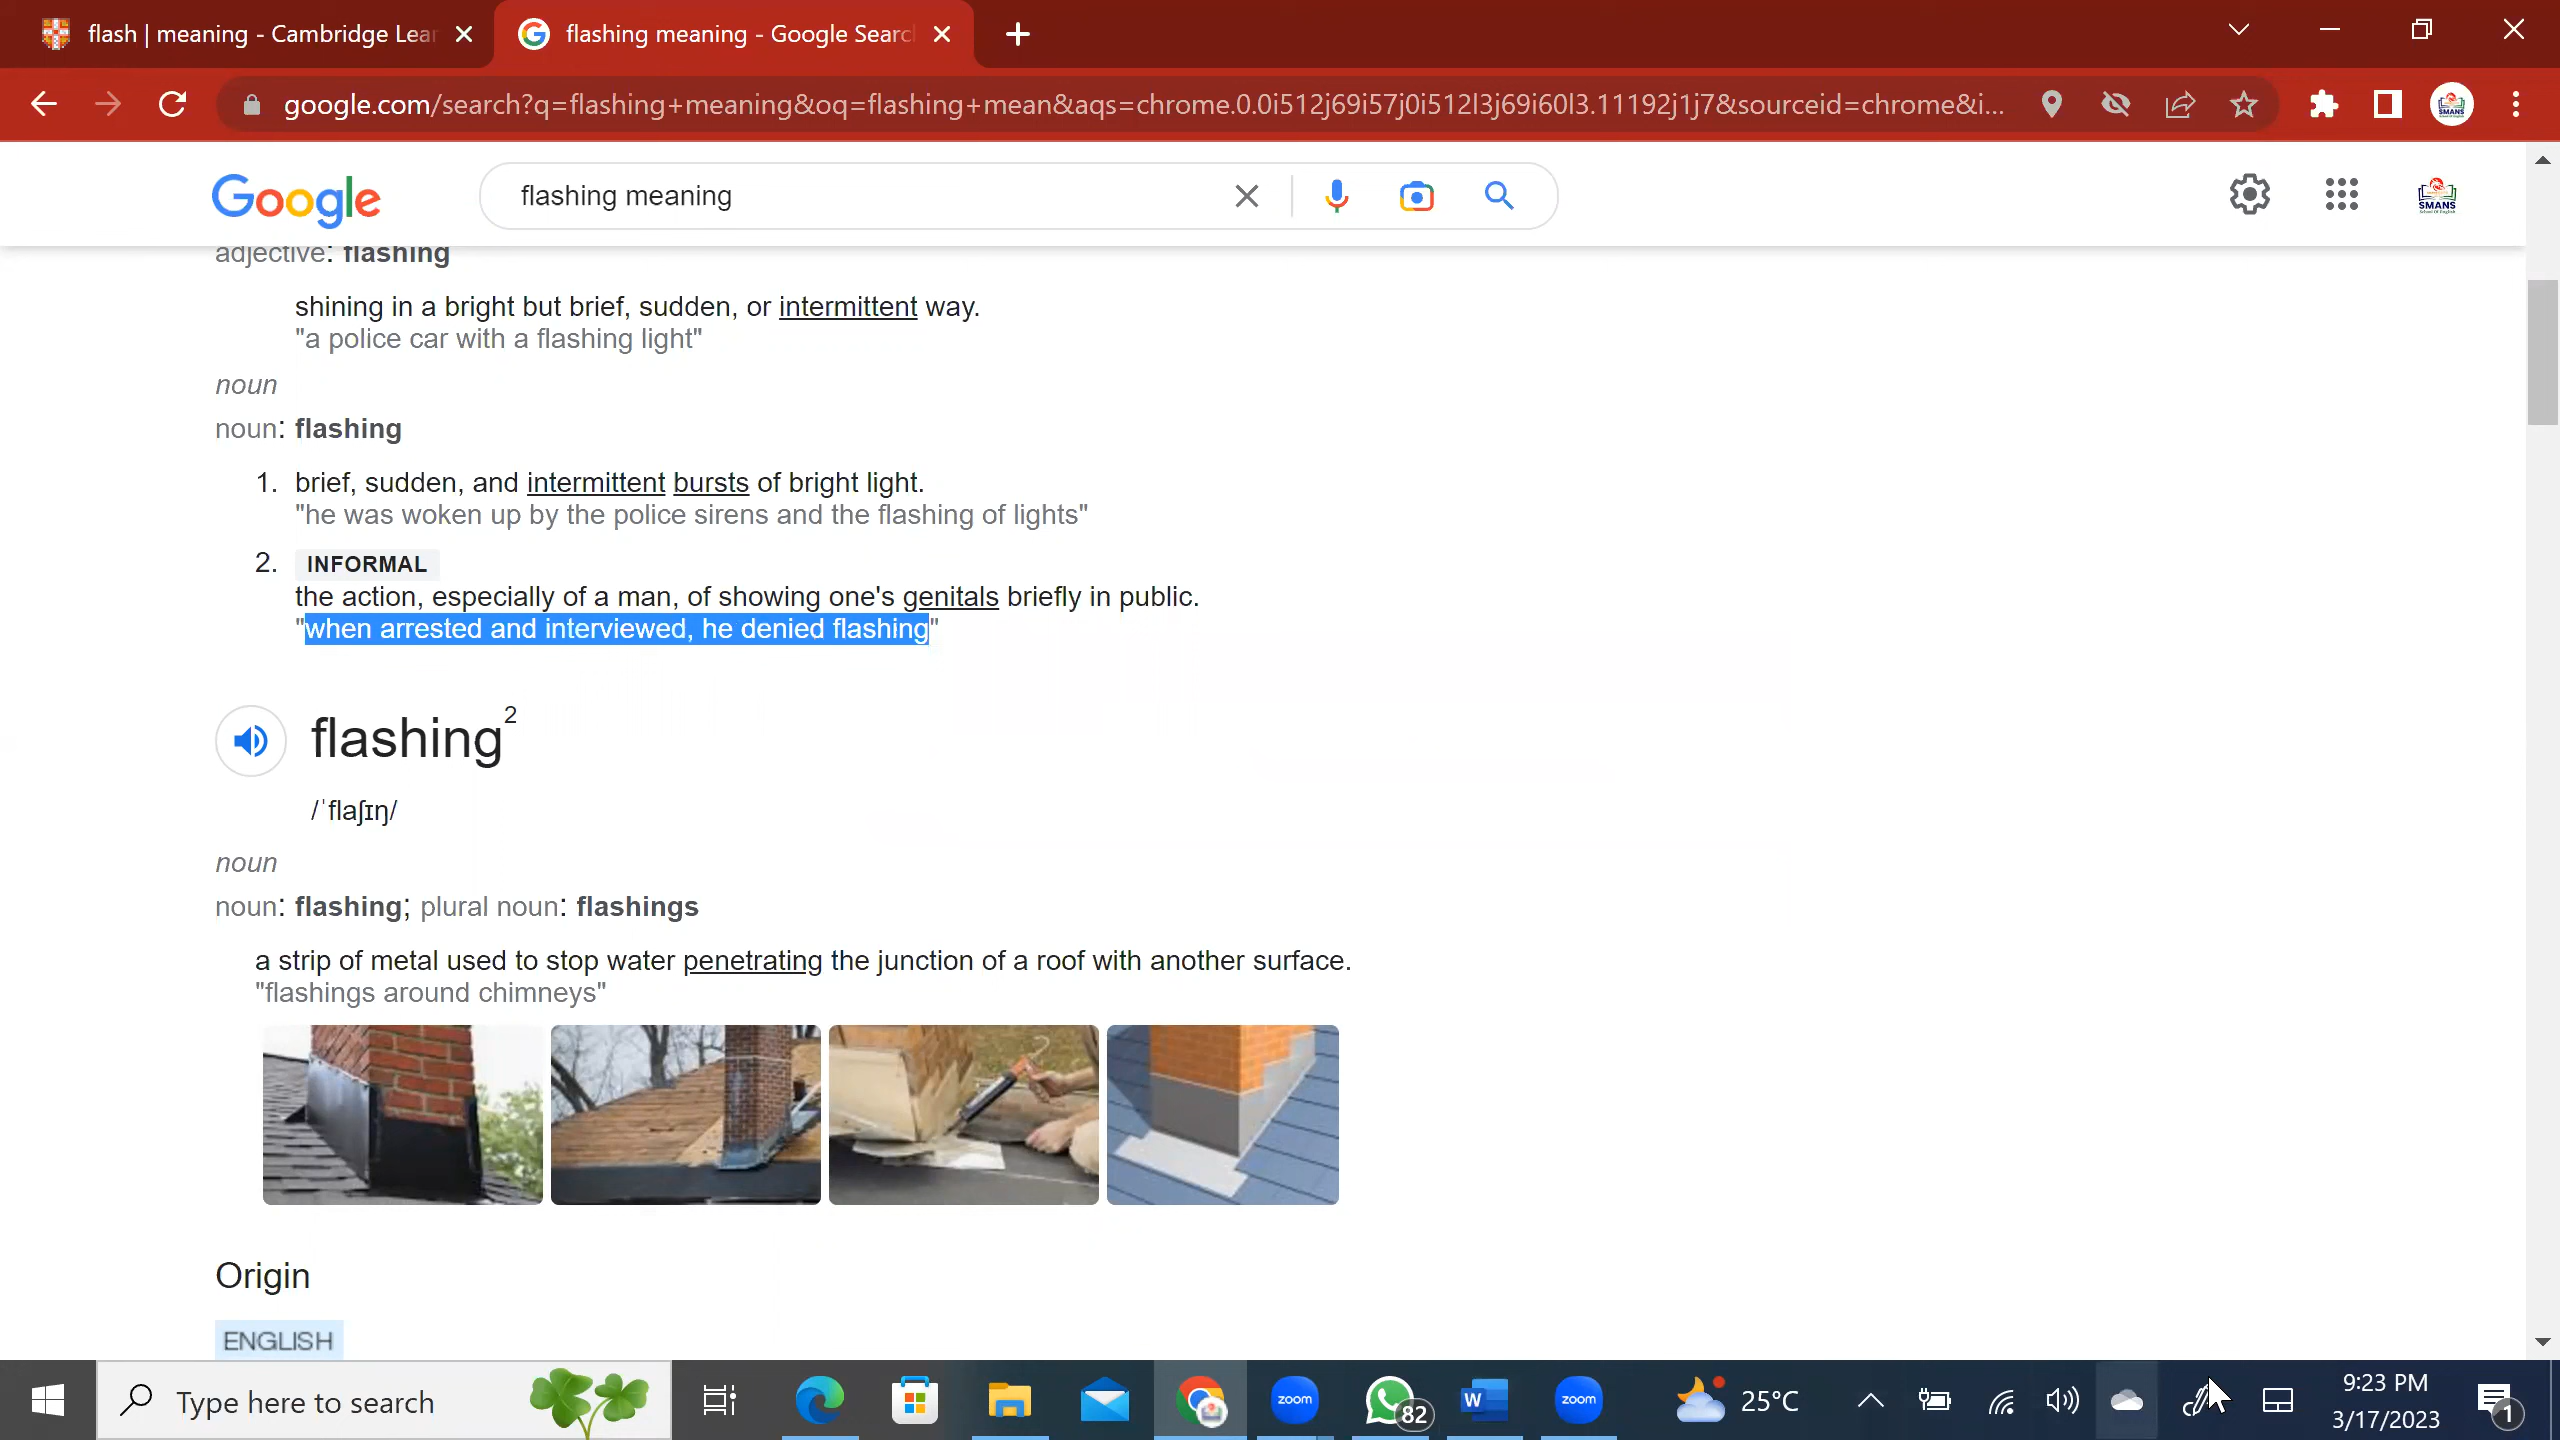 flash | meaning - Cambridge Lear
flashing meaning - Google Search
google.com/search?q=flashing+meaning&oq=flashing+mean&aqs=chrome.0.0i512j69i57j0i512l3j69i60l3.11192j1j7&sourceid=chrome&i...
Google
flashing meaning
SMANS
adjective: flashing
shining in a bright but brief, sudden, or intermittent way.
"a police car with a flashing light"
noun
noun: flashing
1. brief, sudden, and intermittent bursts of bright light.
"he was woken up by the police sirens and the flashing of lights"
2. INFORMAL
the action, especially of a man, of showing one's genitals briefly in public.
"when arrested and interviewed, he denied flashing"
flashing²
/ˈflaʃɪŋ/
noun
noun: flashing; plural noun: flashings
a strip of metal used to stop water penetrating the junction of a roof with another surface.
"flashings around chimneys"
Origin
ENGLISH
Type here to search
zoom
82
W
zoom
25°C
9:23 PM
3/17/2023
1